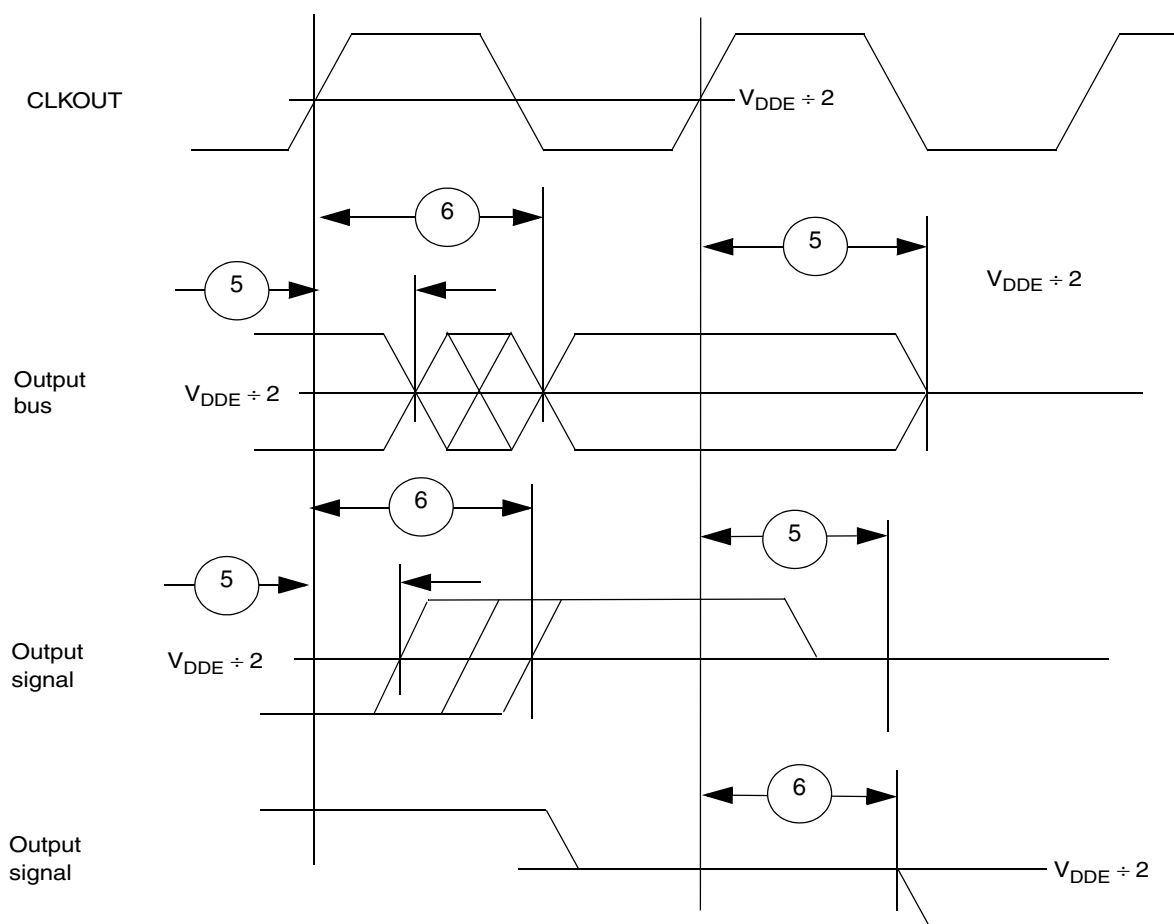 CLKOUT
V_DDE ÷ 2
6
5
5
V_DDE ÷ 2
Output
bus
V_DDE ÷ 2
6
5
5
Output
signal
V_DDE ÷ 2
6
Output
signal
V_DDE ÷ 2